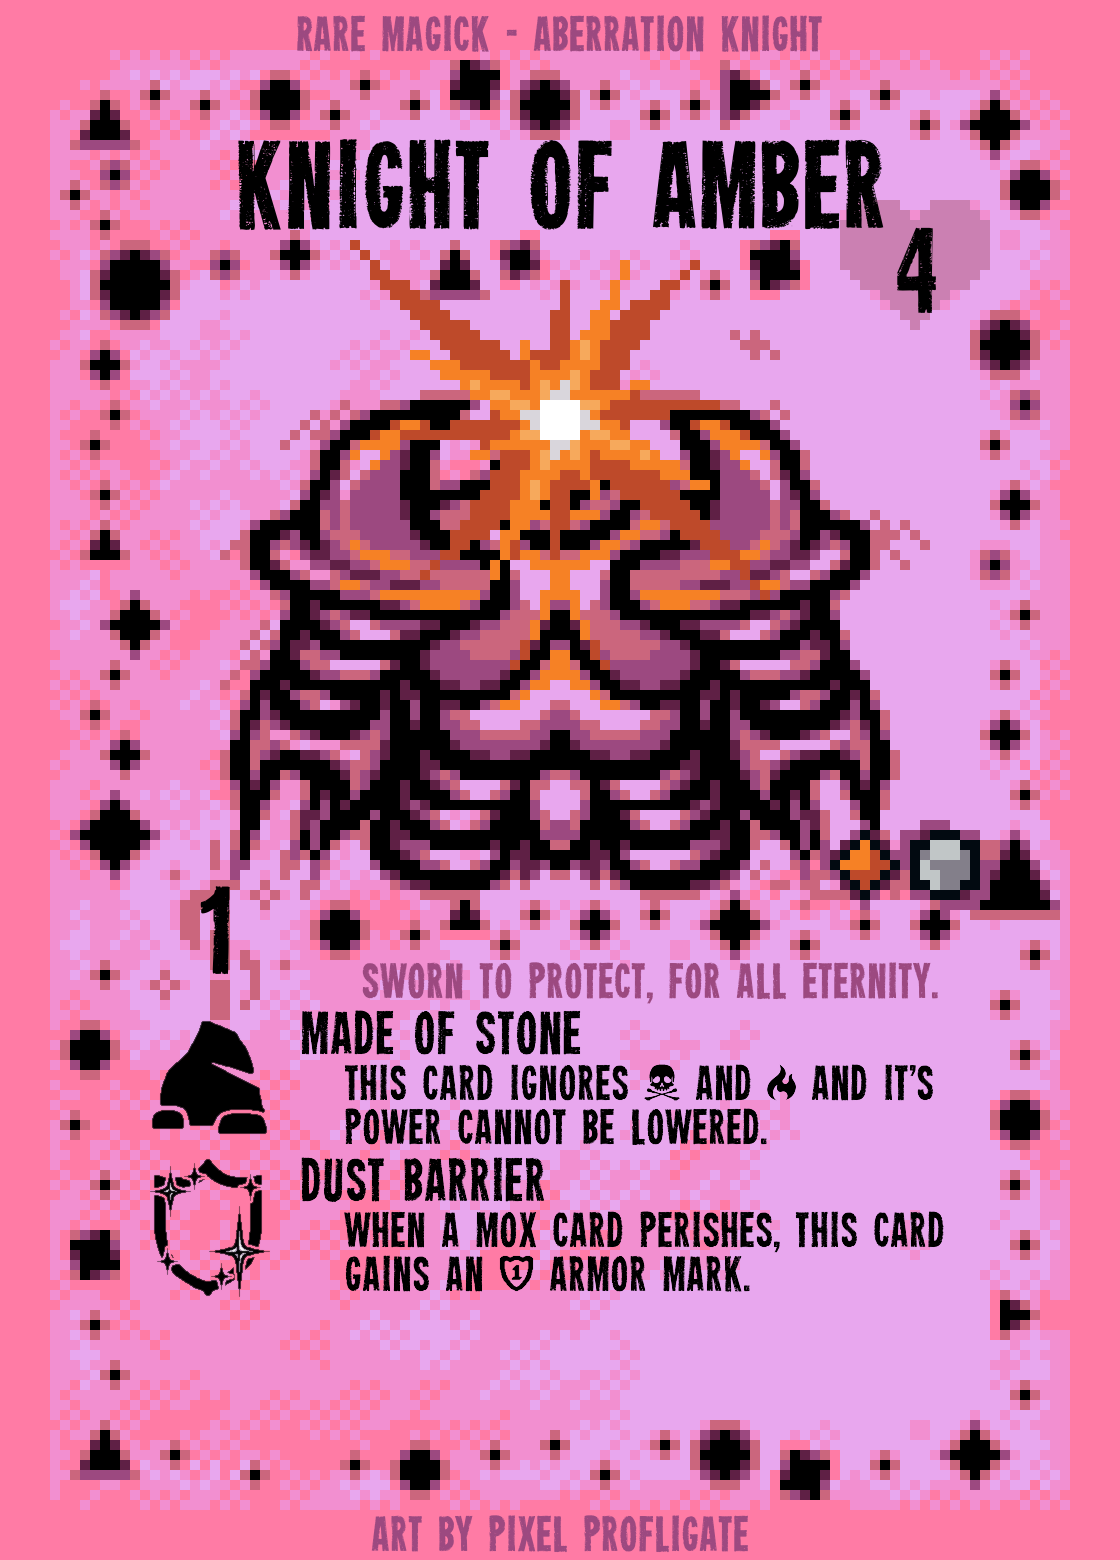 RARE MAGICK - ABERRATION KNIGHT
KNIGHT OF AMBER
4
1
SWORN TO PROTECT, FOR ALL ETERNITY.
MADE OF STONE
THIS CARD IGNORES AND AND IT'S
POWER CANNOT BE LOWERED.
DUST BARRIER
WHEN A MOX CARD PERISHES, THIS CARD
GAINS AN 1 ARMOR MARK.
ART BY PIXEL PROFLIGATE